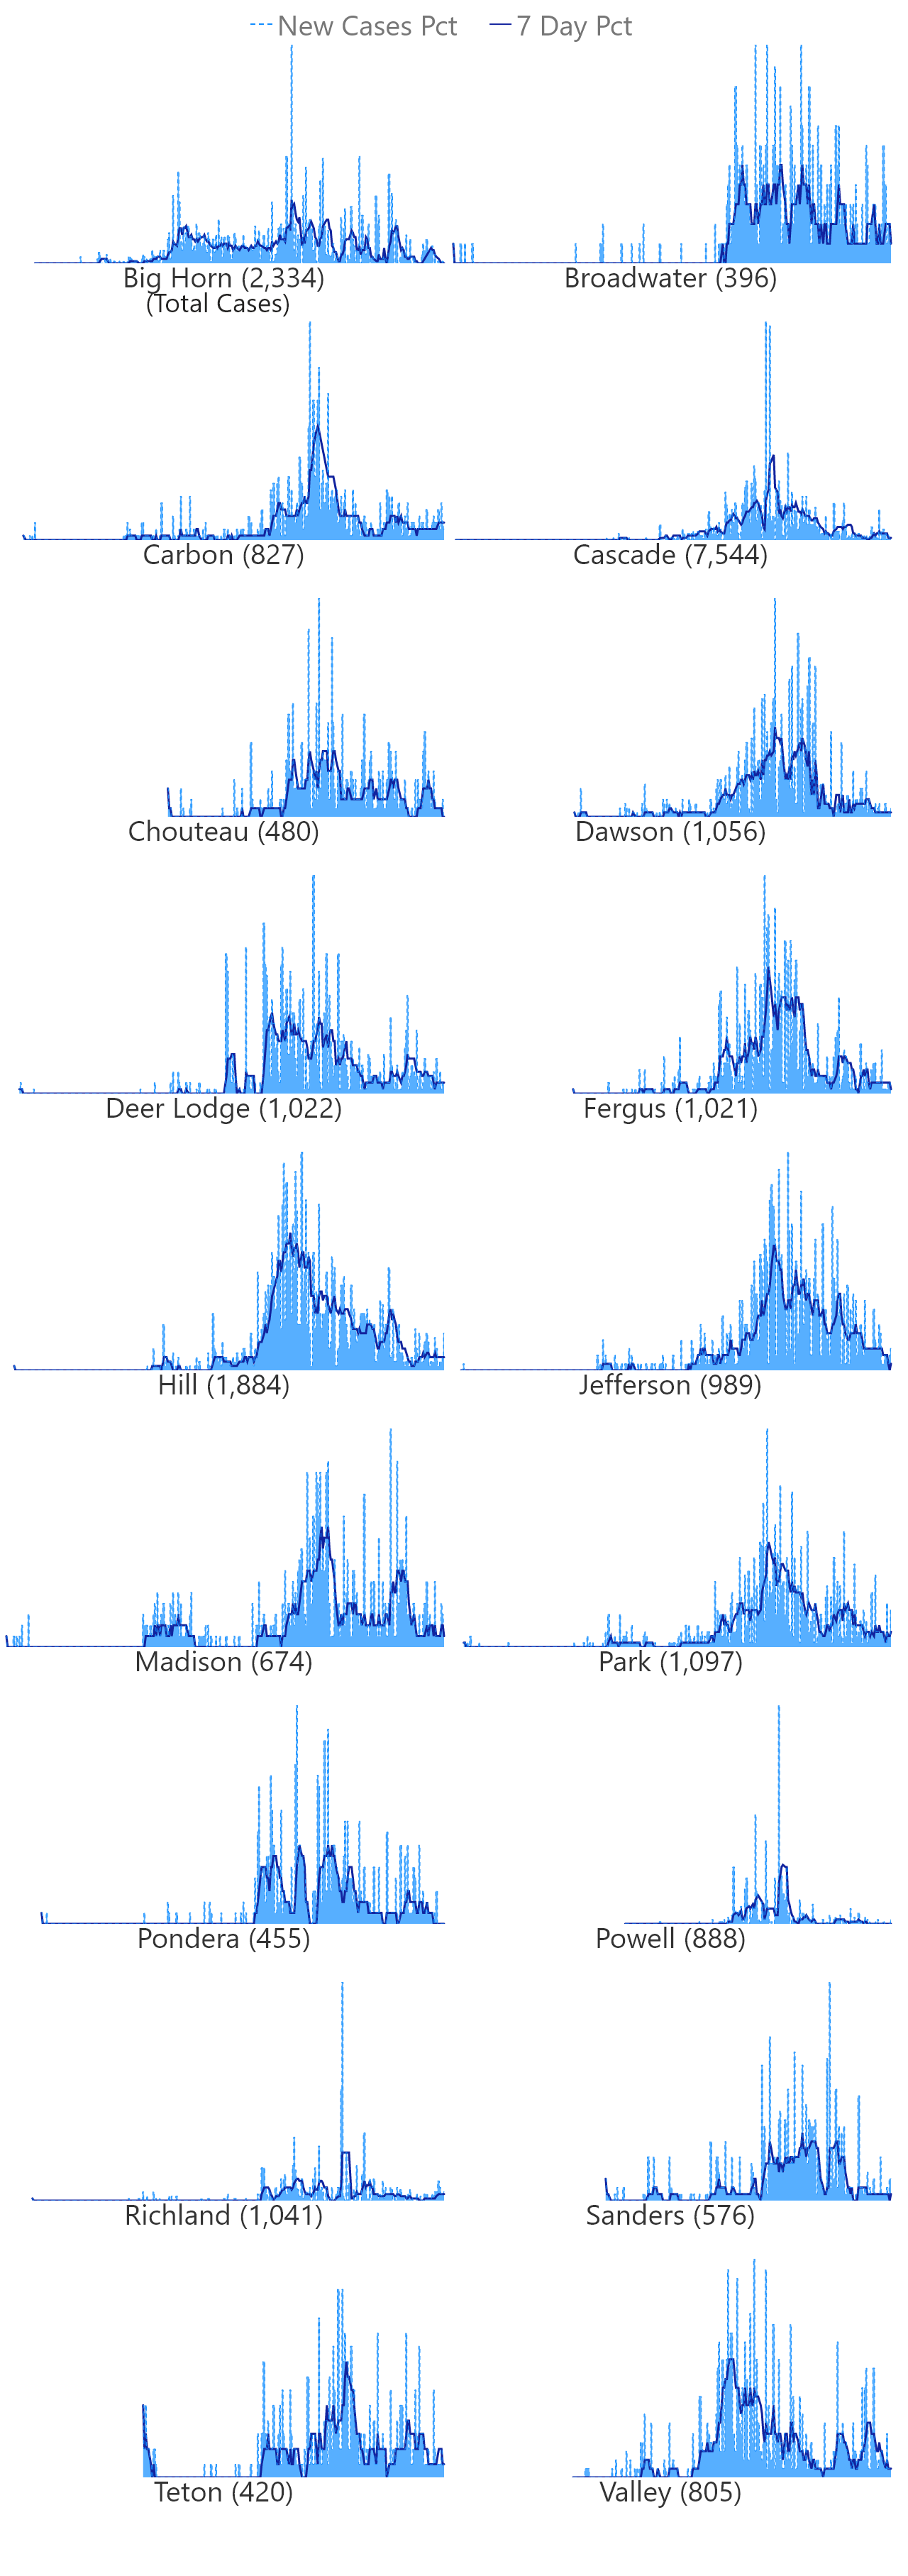 New Cases Pct 7 Day Pct
Big Horn (2,334) Broadwater (396)
(Total Cases)
Carbon (827) Cascade (7,544)
Chouteau (480) Dawson (1,056)
Deer Lodge (1,022) Fergus (1,021)
Hill (1,884) Jefferson (989)
Madison (674) Park (1,097)
Pondera (455) Powell (888)
Richland (1,041) Sanders (576)
Teton (420) Valley (805)